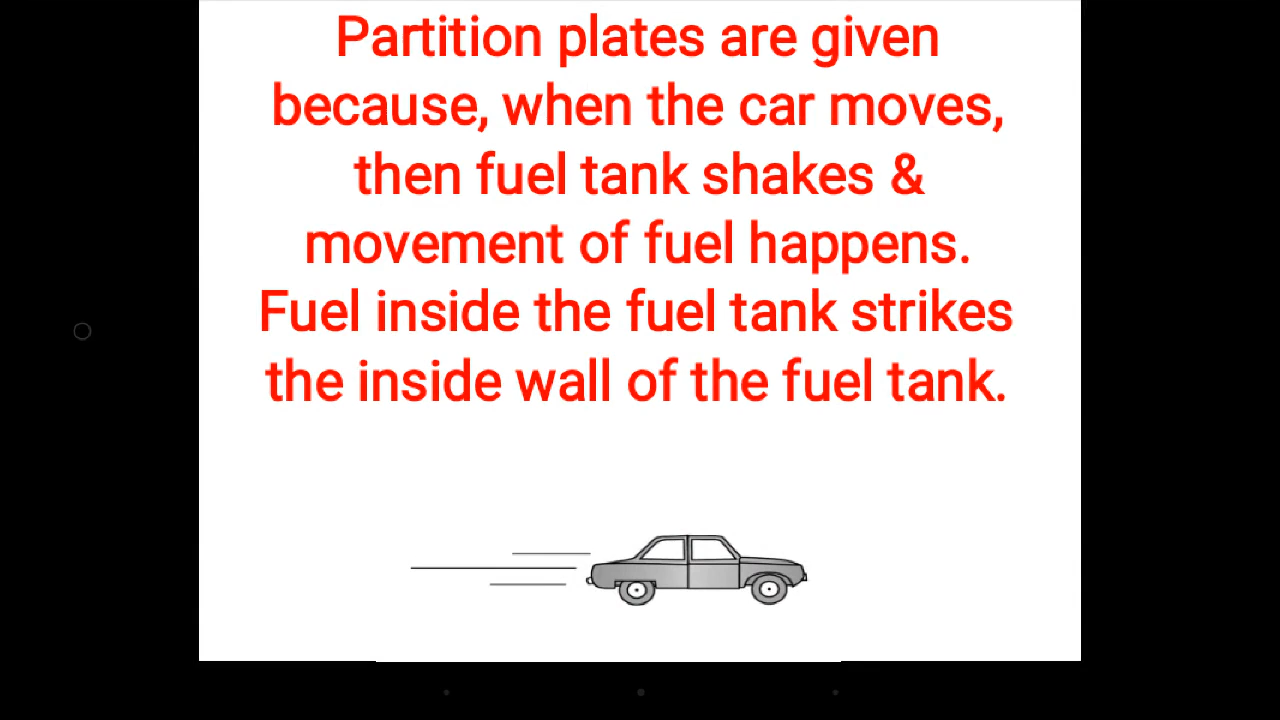 Partition plates are given
because, when the car moves,
then fuel tank shakes &
movement of fuel happens.
Fuel inside the fuel tank strikes
the inside wall of the fuel tank.